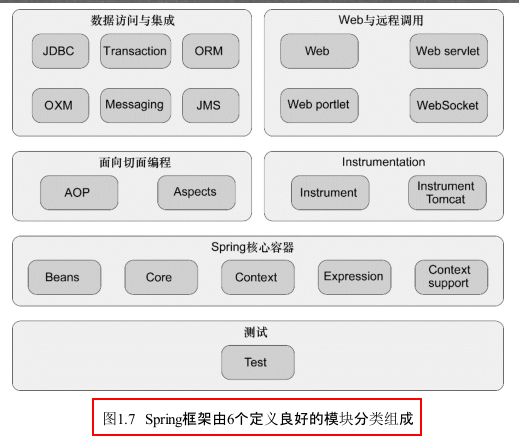 数据访问与集成
JDBC
Transaction
ORM
OXM
Messaging
JMS
Web与远程调用
Web
Web servlet
Web portlet
WebSocket
面向切面编程
AOP
Aspects
Instrumentation
Instrument
Instrument
Tomcat
Spring核心容器
Beans
Core
Context
Expression
Context
support
测试
Test
图1.7 Spring框架由6个定义良好的模块分类组成